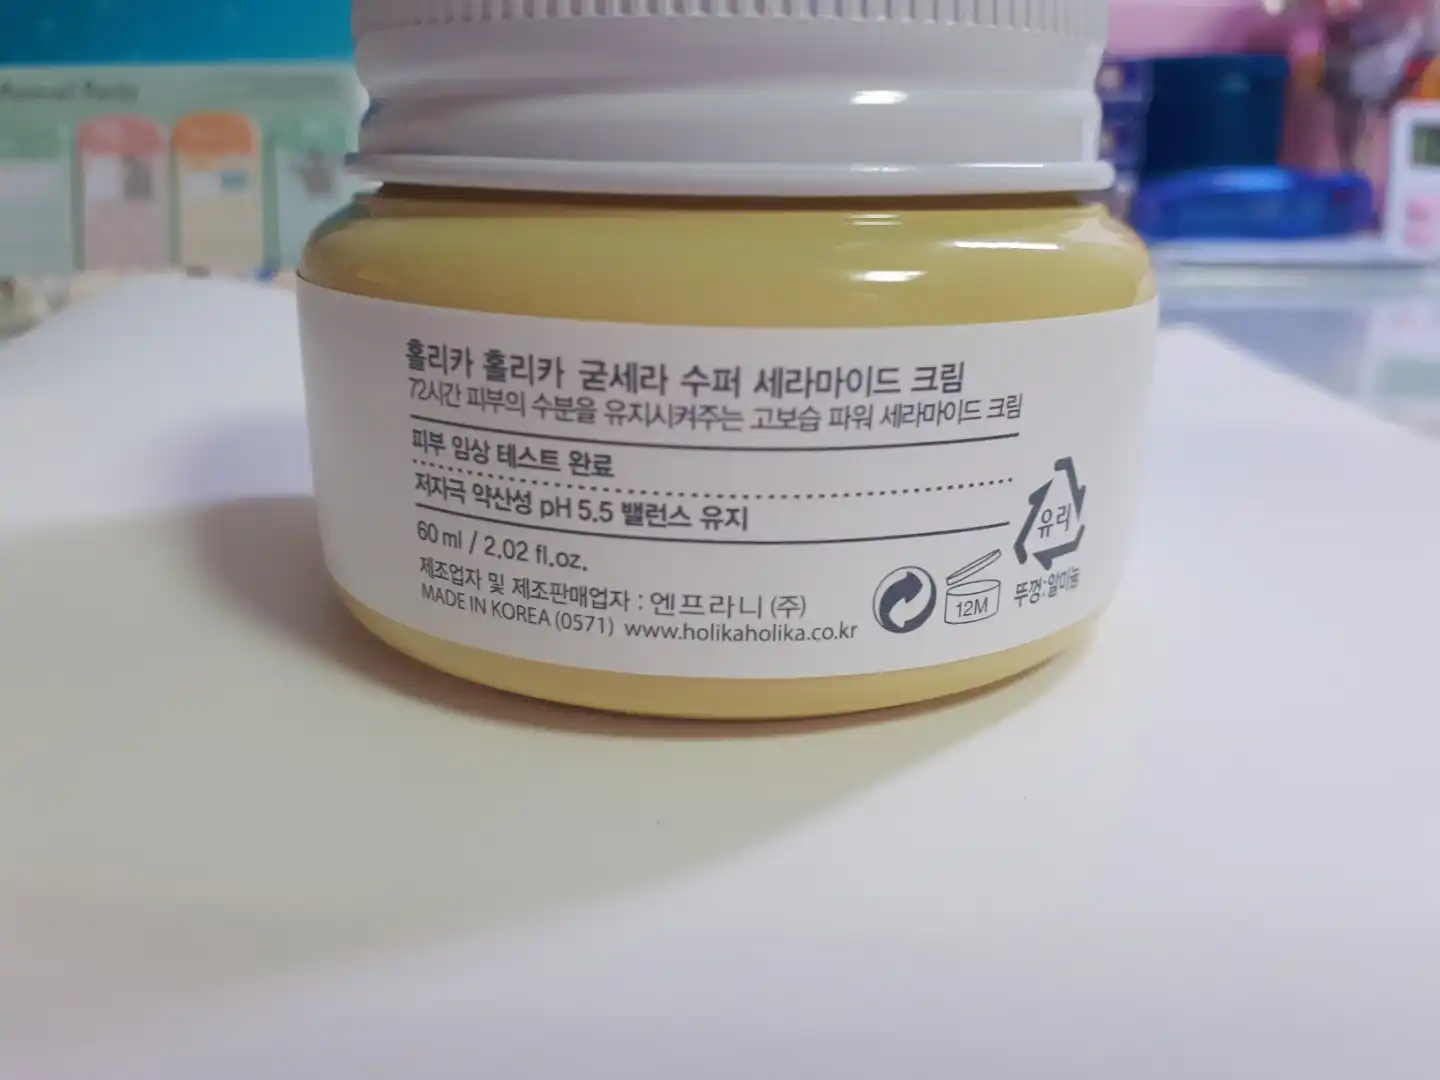 홀리카 홀리카 굳세라 수퍼 세라마이드 크림
72시간 피부의 수분을 유지시켜주는 고보습 파워 세라마이드 크림
피부 임상 테스트 완료
저자극 약산성 pH 5.5 밸런스 유지
60 ml / 2.02 fl.oz.
제조업자 및 제조판매업자 : 엔프라니 (주)
MADE IN KOREA (0571) www.holikaholika.co.kr
12M
유리
뚜껑:알미늄